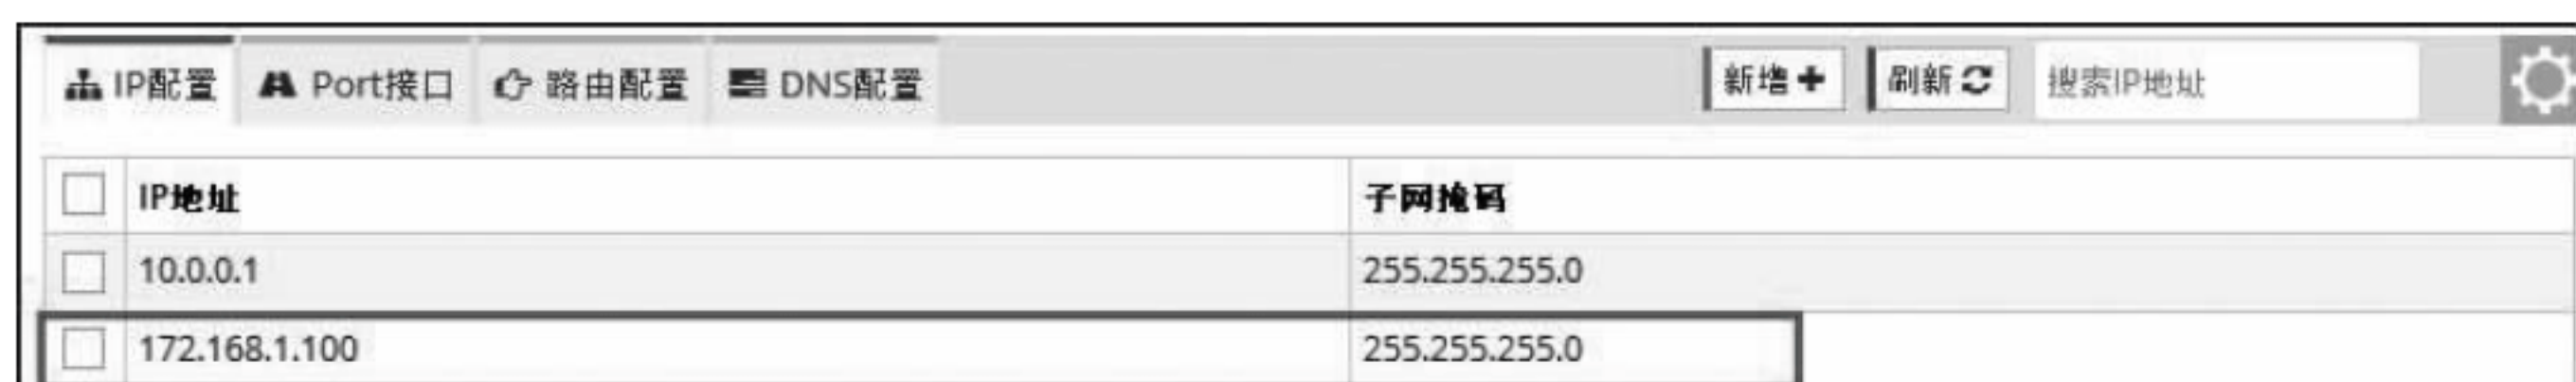 IP配置 Port接口 路由配置 DNS配置 新增 刷新 搜索IP地址
IP地址 子网掩码
10.0.0.1 255.255.255.0
172.168.1.100 255.255.255.0